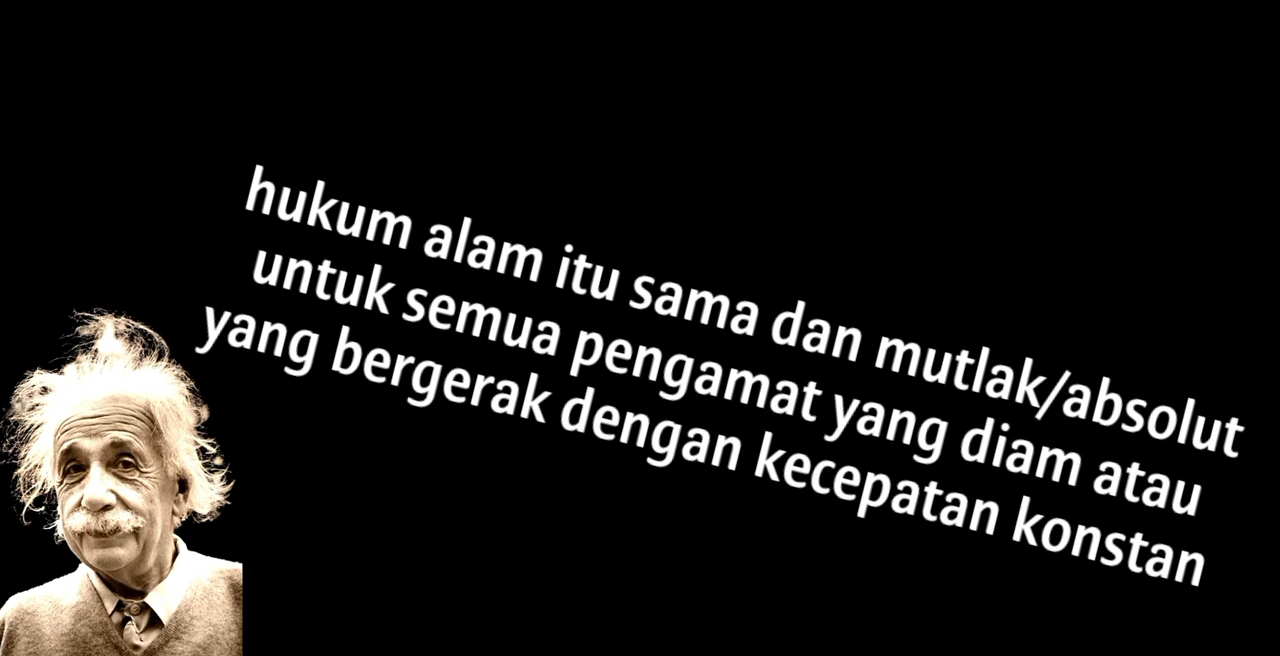 hukum alam itu sama dan mutlak/absolut
untuk semua pengamat yang diam atau
yang bergerak dengan kecepatan konstan